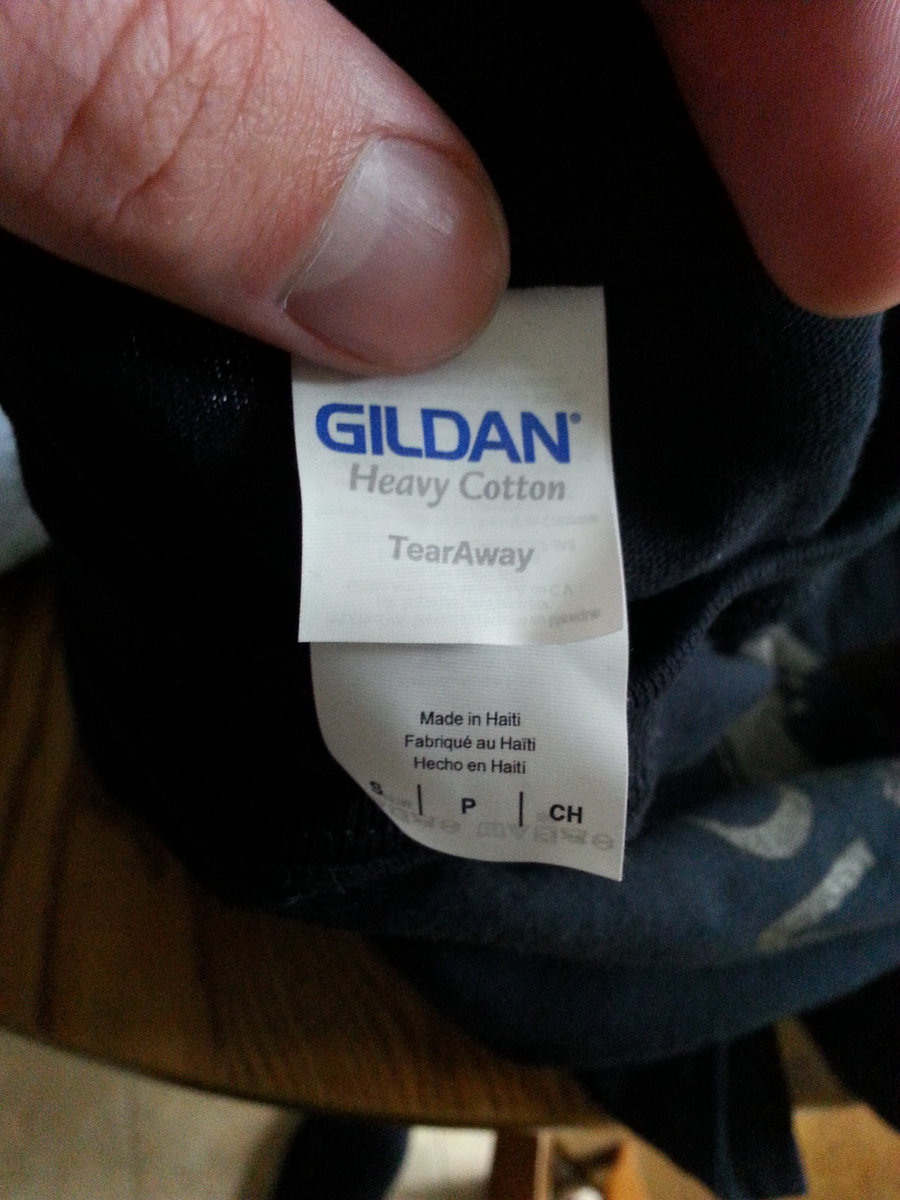 GILDAN®
Heavy Cotton
TearAway
Made in Haiti
Fabriqué au Haïti
Hecho en Haiti
S | P | CH